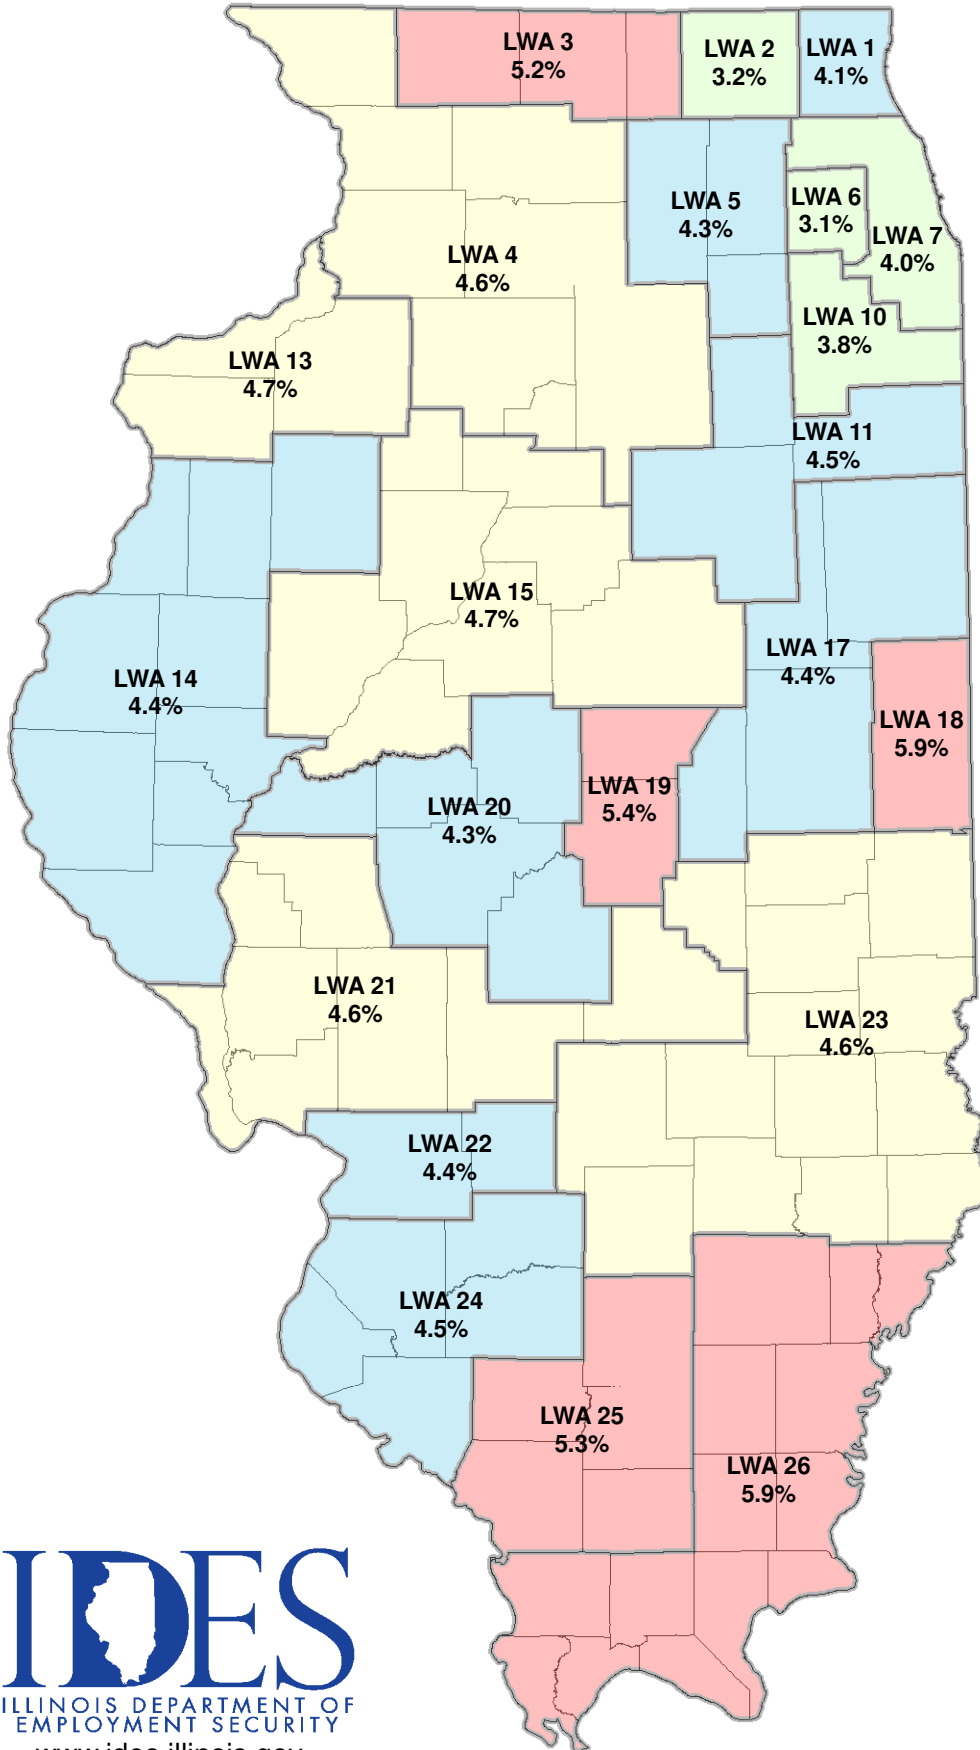 LWA 3
5.2%
LWA 2
3.2%
LWA 1
4.1%
LWA 5
4.3%
LWA 6
3.1%
LWA 7
4.0%
LWA 4
4.6%
LWA 10
3.8%
LWA 13
4.7%
LWA 11
4.5%
LWA 15
4.7%
LWA 17
4.4%
LWA 14
4.4%
LWA 18
5.9%
LWA 19
5.4%
LWA 20
4.3%
LWA 21
4.6%
LWA 23
4.6%
LWA 22
4.4%
LWA 24
4.5%
LWA 25
5.3%
LWA 26
5.9%
IDES
ILLINOIS DEPARTMENT OF
EMPLOYMENT SECURITY
www.ides.illinois.gov